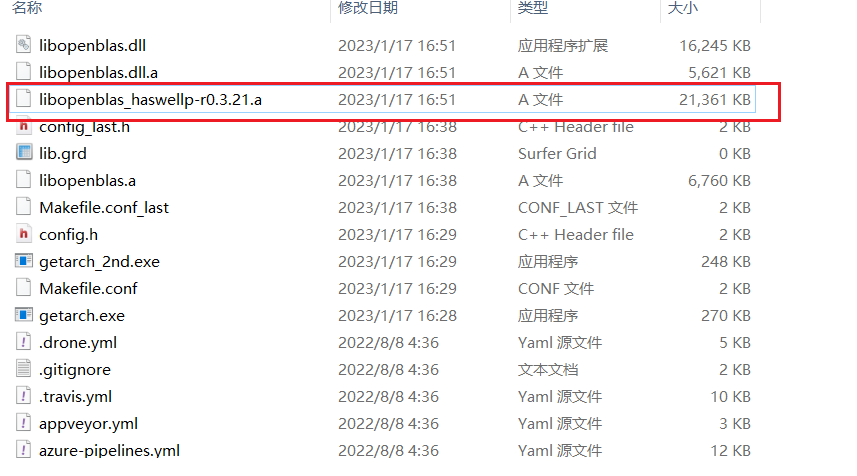 名称 修改日期 类型 大小
libopenblas.dll 2023/1/17 16:51 应用程序扩展 16,245 KB
libopenblas.dll.a 2023/1/17 16:51 A 文件 5,621 KB
libopenblas_haswellp-r0.3.21.a 2023/1/17 16:51 A 文件 21,361 KB
config_last.h 2023/1/17 16:38 C++ Header file 2 KB
lib.grd 2023/1/17 16:38 Surfer Grid 0 KB
libopenblas.a 2023/1/17 16:38 A 文件 6,760 KB
Makefile.conf_last 2023/1/17 16:38 CONF_LAST 文件 2 KB
config.h 2023/1/17 16:29 C++ Header file 2 KB
getarch_2nd.exe 2023/1/17 16:29 应用程序 248 KB
Makefile.conf 2023/1/17 16:29 CONF 文件 2 KB
getarch.exe 2023/1/17 16:28 应用程序 270 KB
.drone.yml 2022/8/8 4:36 Yaml 源文件 5 KB
.gitignore 2022/8/8 4:36 文本文档 2 KB
.travis.yml 2022/8/8 4:36 Yaml 源文件 10 KB
appveyor.yml 2022/8/8 4:36 Yaml 源文件 3 KB
azure-pipelines.yml 2022/8/8 4:36 Yaml 源文件 12 KB